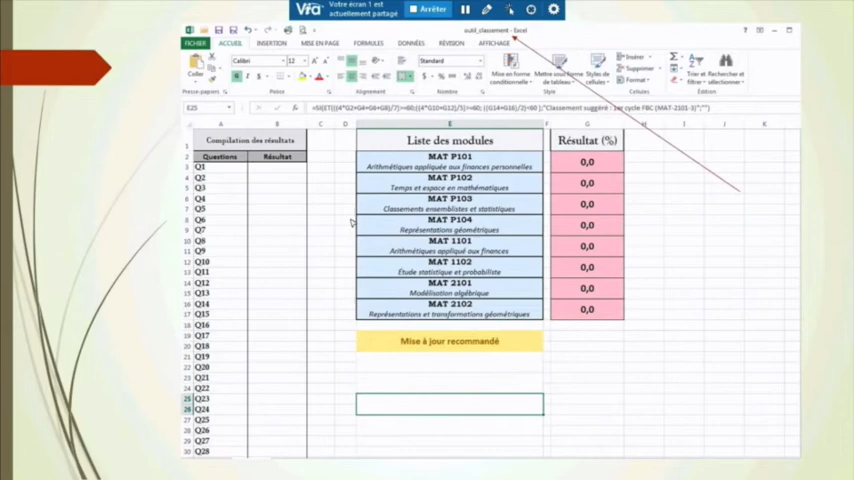 Vfa
Votre écran 1 est
actuellement partagé
Arrêter
outil_classement - Excel
FICHIER ACCUEIL INSERTION MISE EN PAGE FORMULES DONNÉES RÉVISION AFFICHAGE
Coller
Calibri 12
Standard
Mise en forme
conditionnelle
Mettre sous forme
de tableau
Styles de
cellules
Insérer
Supprimer
Format
Trier et
filtrer
Rechercher et
sélectionner
Presse-papiers Police Alignement Nombre Style Cellules Édition
E25
A B C D E F G H I J K
Compilation des résultats Liste des modules Résultat (%)
Questions Résultat
MAT P101
Arithmétiques appliquée aux finances personnelles
0,0
MAT P102
Temps et espace en mathématiques
0,0
MAT P103
Classements ensemblistes et statistiques
0,0
MAT P104
Représentations géométriques
0,0
MAT 1101
Arithmétiques appliqué aux finances
0,0
MAT 1102
Étude statistique et probabiliste
0,0
MAT 2101
Modélisation algébrique
0,0
MAT 2102
Représentations et transformations géométriques
0,0
Mise à jour recommandé
Q1
Q2
Q3
Q4
Q5
Q6
Q7
Q8
Q9
Q10
Q11
Q12
Q13
Q14
Q15
Q16
Q17
Q18
Q19
Q20
Q21
Q22
Q23
Q24
Q25
Q26
Q27
Q28